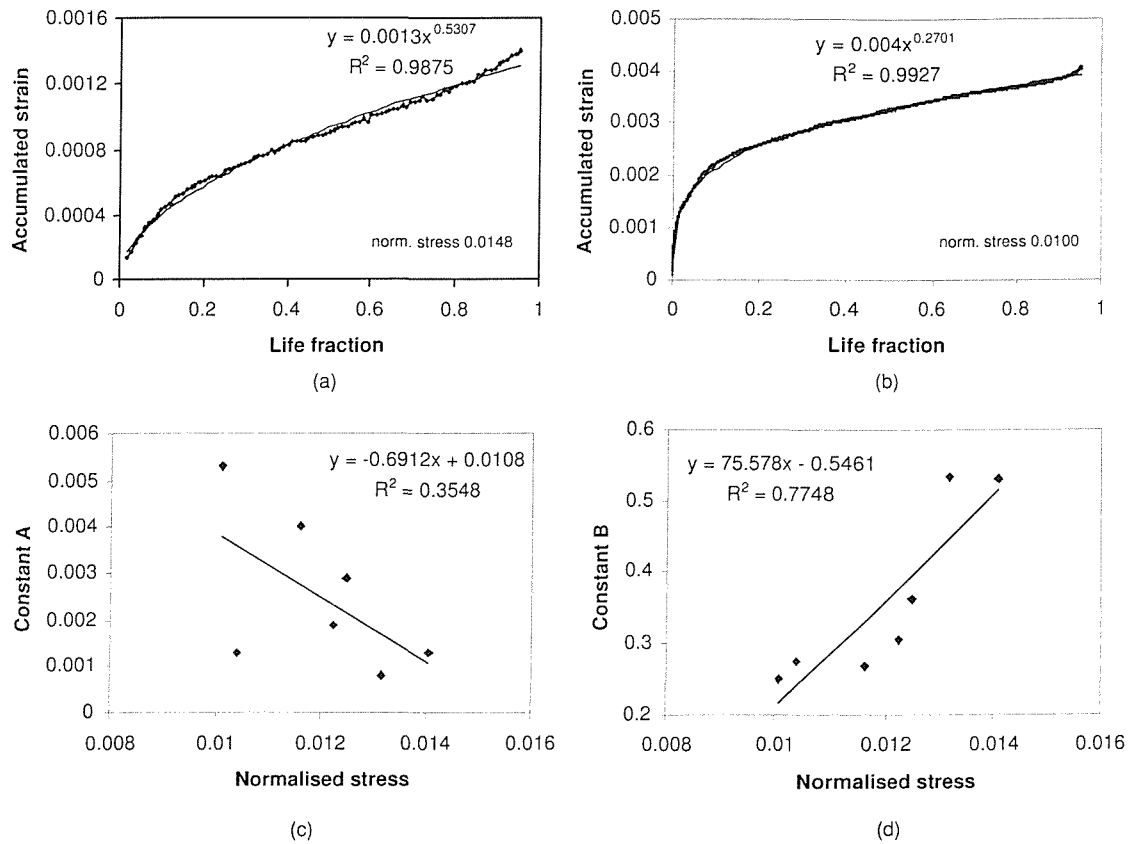 0.0016
0.0012
0.0008
0.0004
0
Accumulated strain
y = 0.0013x^0.5307
R² = 0.9875
norm. stress 0.0148
0 0.2 0.4 0.6 0.8 1
Life fraction
(a)
0.005
0.004
0.003
0.002
0.001
0
Accumulated strain
y = 0.004x^0.2701
R² = 0.9927
norm. stress 0.0100
0 0.2 0.4 0.6 0.8 1
Life fraction
(b)
0.006
0.005
0.004
0.003
0.002
0.001
0
Constant A
y = -0.6912x + 0.0108
R² = 0.3548
0.008 0.01 0.012 0.014 0.016
Normalised stress
(c)
0.6
0.5
0.4
0.3
0.2
Constant B
y = 75.578x - 0.5461
R² = 0.7748
0.008 0.01 0.012 0.014 0.016
Normalised stress
(d)